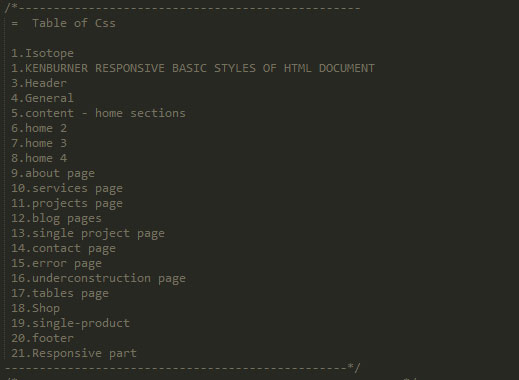 /*-------------------------------------------------
= Table of Css
1.Isotope
1.KENBURNER RESPONSIVE BASIC STYLES OF HTML DOCUMENT
3.Header
4.General
5.content - home sections
6.home 2
7.home 3
8.home 4
9.about page
10.services page
11.projects page
12.blog pages
13.single project page
14.contact page
15.error page
16.underconstruction page
17.tables page
18.Shop
19.single-product
20.footer
21.Responsive part
-------------------------------------------------*/